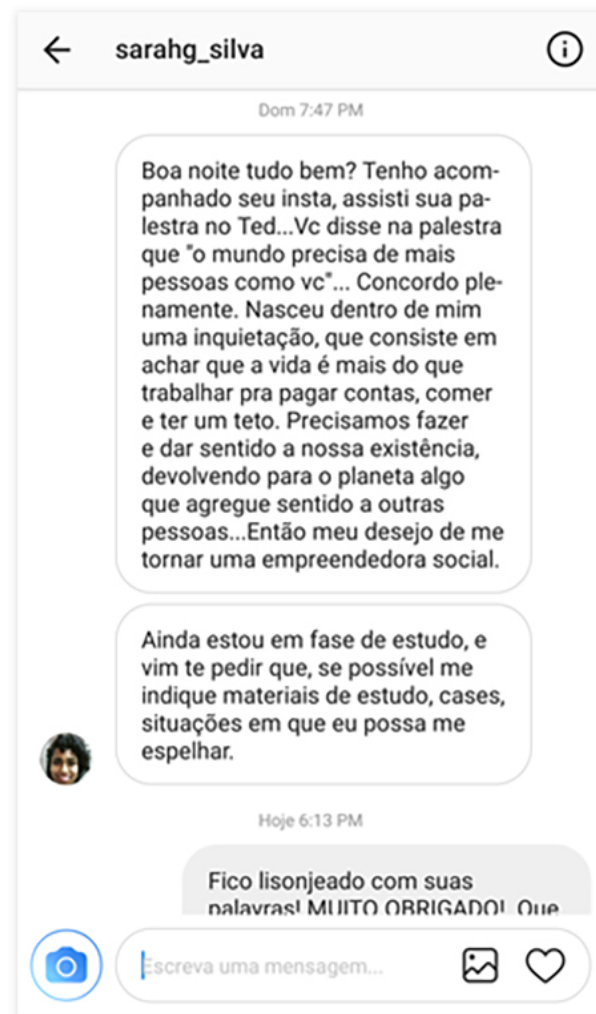 sarahg_silva
Dom 7:47 PM
Boa noite tudo bem? Tenho acom-
panhado seu insta, assisti sua pa-
lestra no Ted...Vc disse na palestra
que "o mundo precisa de mais
pessoas como vc"... Concordo ple-
namente. Nasceu dentro de mim
uma inquietação, que consiste em
achar que a vida é mais do que
trabalhar pra pagar contas, comer
e ter um teto. Precisamos fazer
e dar sentido a nossa existência,
devolvendo para o planeta algo
que agregue sentido a outras
pessoas...Então meu desejo de me
tornar uma empreendedora social.
Ainda estou em fase de estudo, e
vim te pedir que, se possível me
indique materiais de estudo, cases,
situações em que eu possa me
espelhar.
Hoje 6:13 PM
Fico lisonjeado com suas
palavras! MUITO OBRIGADO! Que
Escreva uma mensagem...